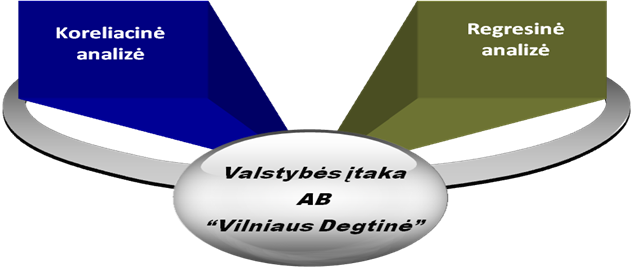 Koreliacinė
analizė
Regresinė
analizė
Valstybės įtaka
AB
“Vilniaus Degtinė”